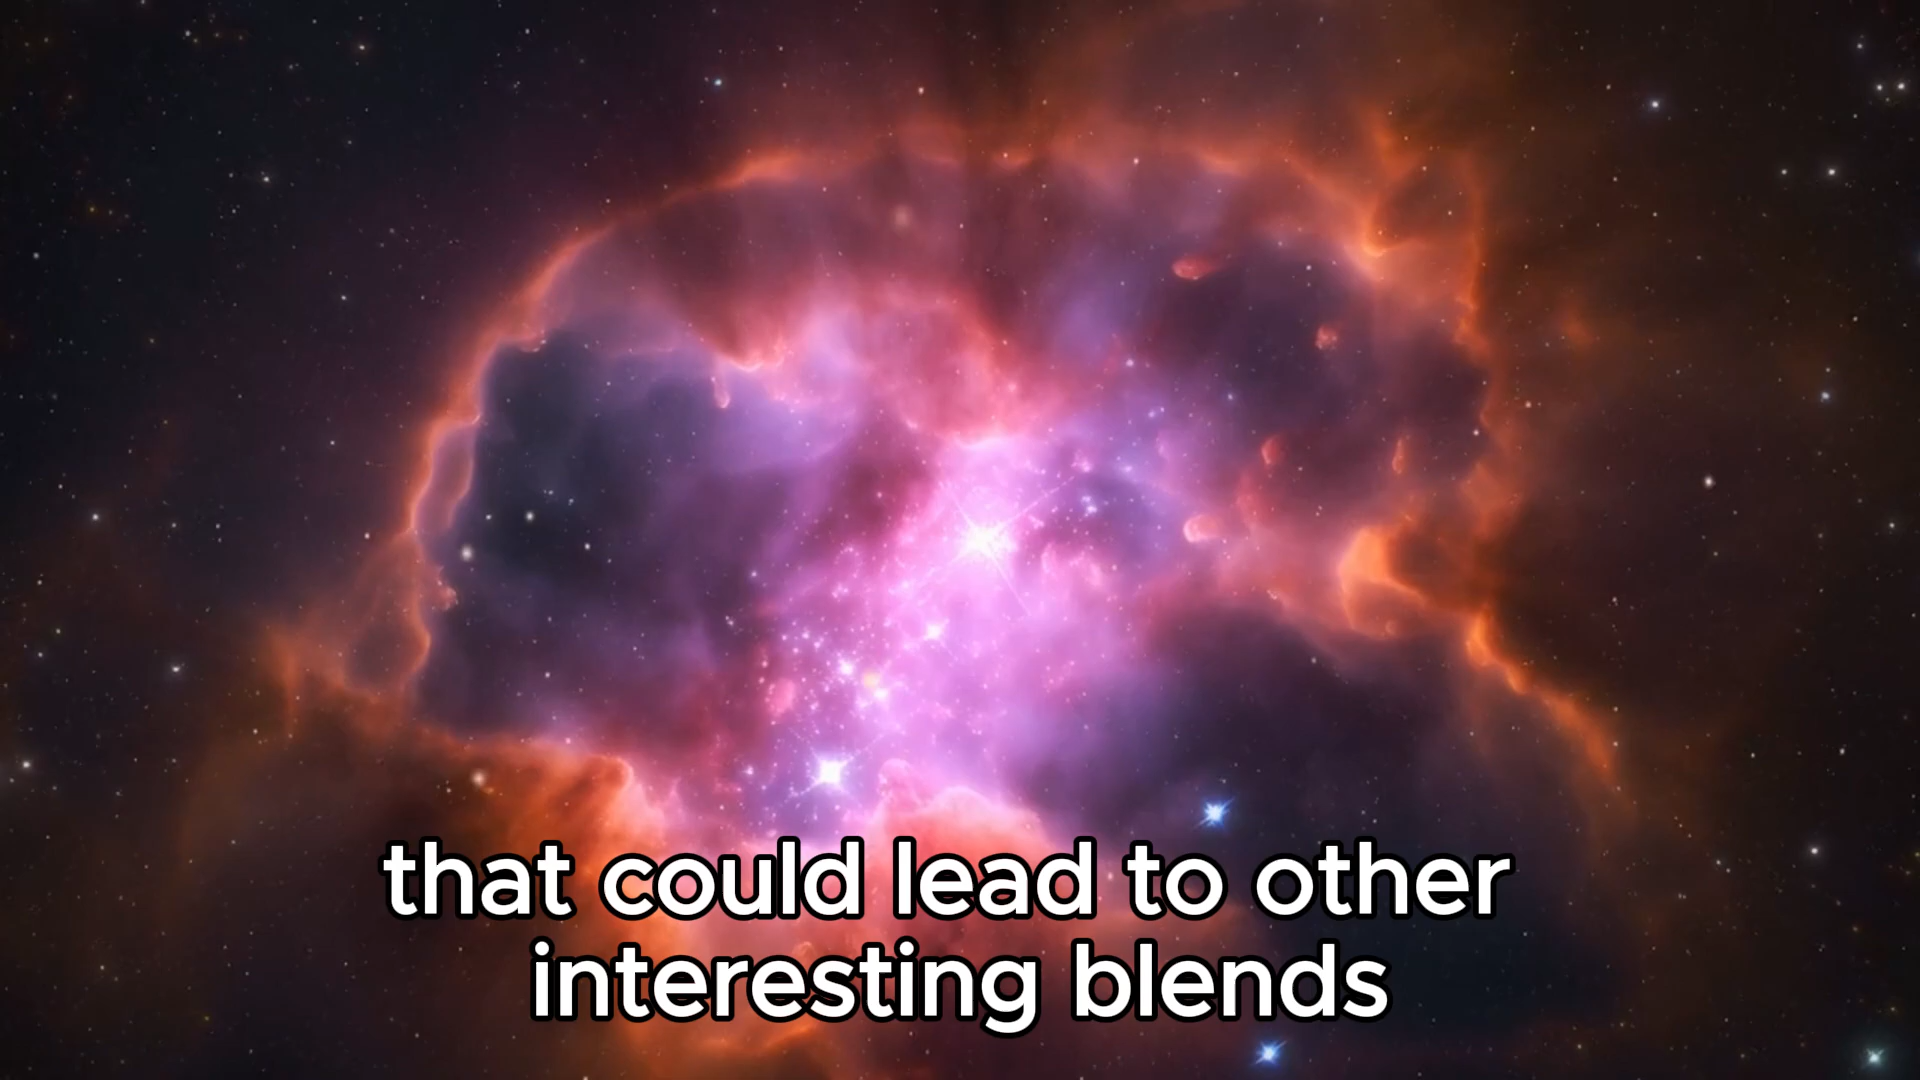 that could lead to other
interesting blends